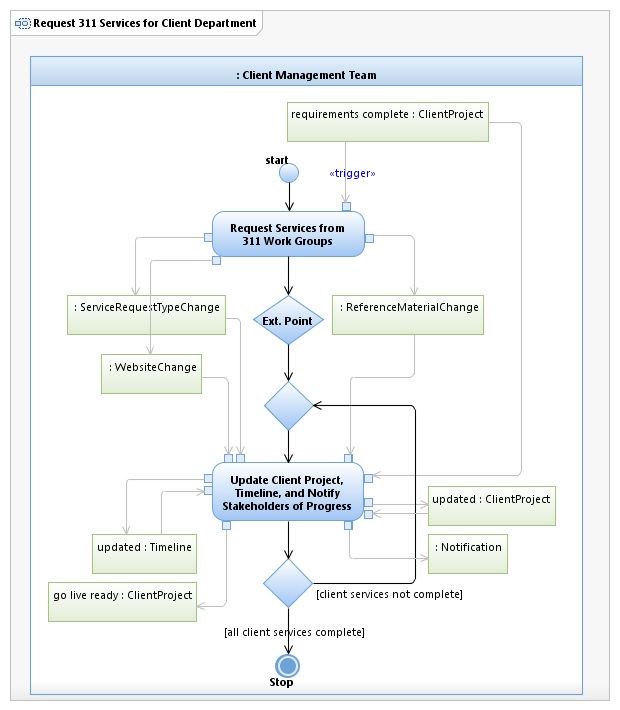 Request 311 Services for Client Department
: Client Management Team
requirements complete : ClientProject
start
«trigger»
Request Services from
311 Work Groups
: ServiceRequestTypeChange
Ext. Point
: ReferenceMaterialChange
: WebsiteChange
Update Client Project,
Timeline, and Notify
Stakeholders of Progress
updated : ClientProject
updated : Timeline
: Notification
go live ready : ClientProject
[client services not complete]
[all client services complete]
Stop